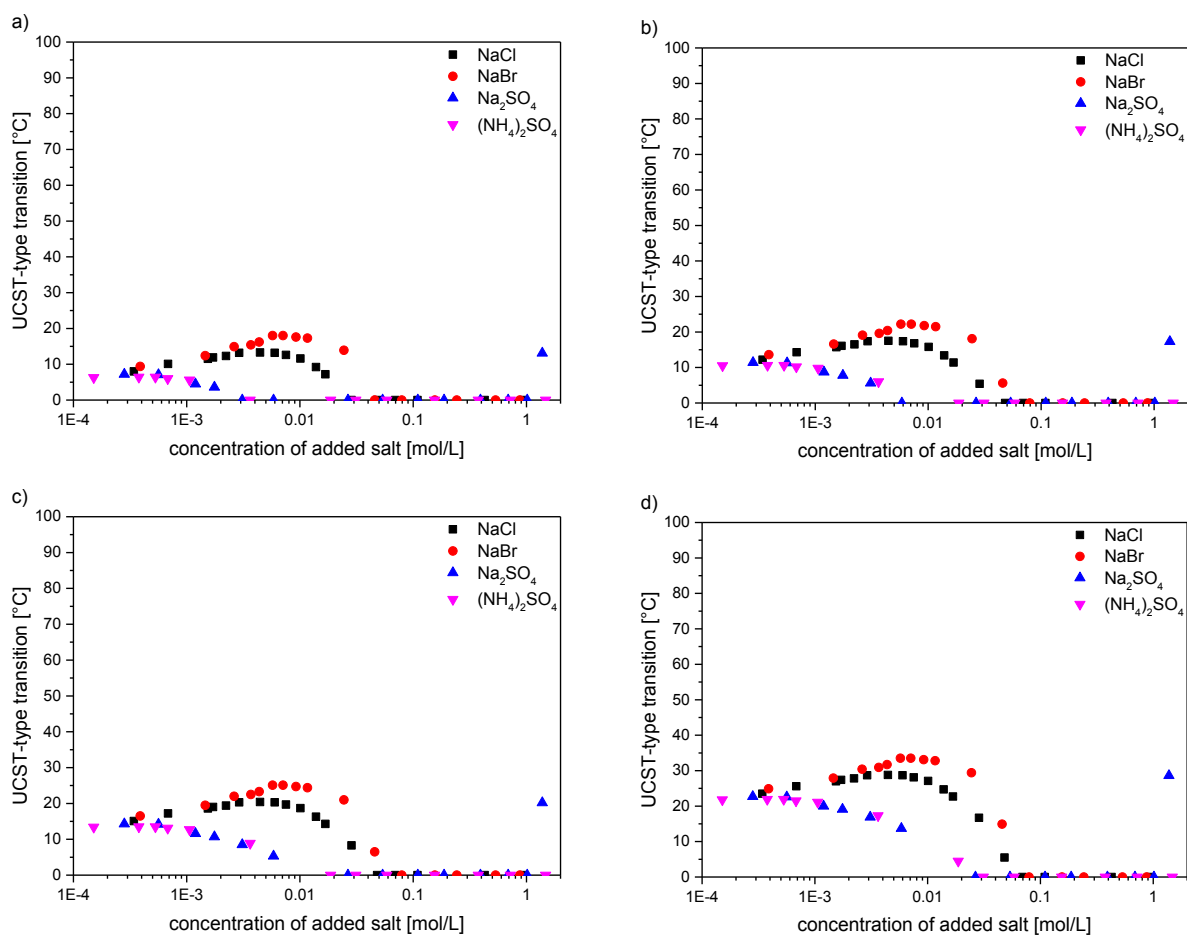 a)
UCST-type transition [°C]
100
90
80
70
60
50
40
30
20
10
0
NaCl
NaBr
Na₂SO₄
(NH₄)₂SO₄
1E-4 1E-3 0.01 0.1 1
concentration of added salt [mol/L]
b)
UCST-type transition [°C]
100
90
80
70
60
50
40
30
20
10
0
NaCl
NaBr
Na₂SO₄
(NH₄)₂SO₄
1E-4 1E-3 0.01 0.1 1
concentration of added salt [mol/L]
c)
UCST-type transition [°C]
100
90
80
70
60
50
40
30
20
10
0
NaCl
NaBr
Na₂SO₄
(NH₄)₂SO₄
1E-4 1E-3 0.01 0.1 1
concentration of added salt [mol/L]
d)
UCST-type transition [°C]
100
90
80
70
60
50
40
30
20
10
0
NaCl
NaBr
Na₂SO₄
(NH₄)₂SO₄
1E-4 1E-3 0.01 0.1 1
concentration of added salt [mol/L]